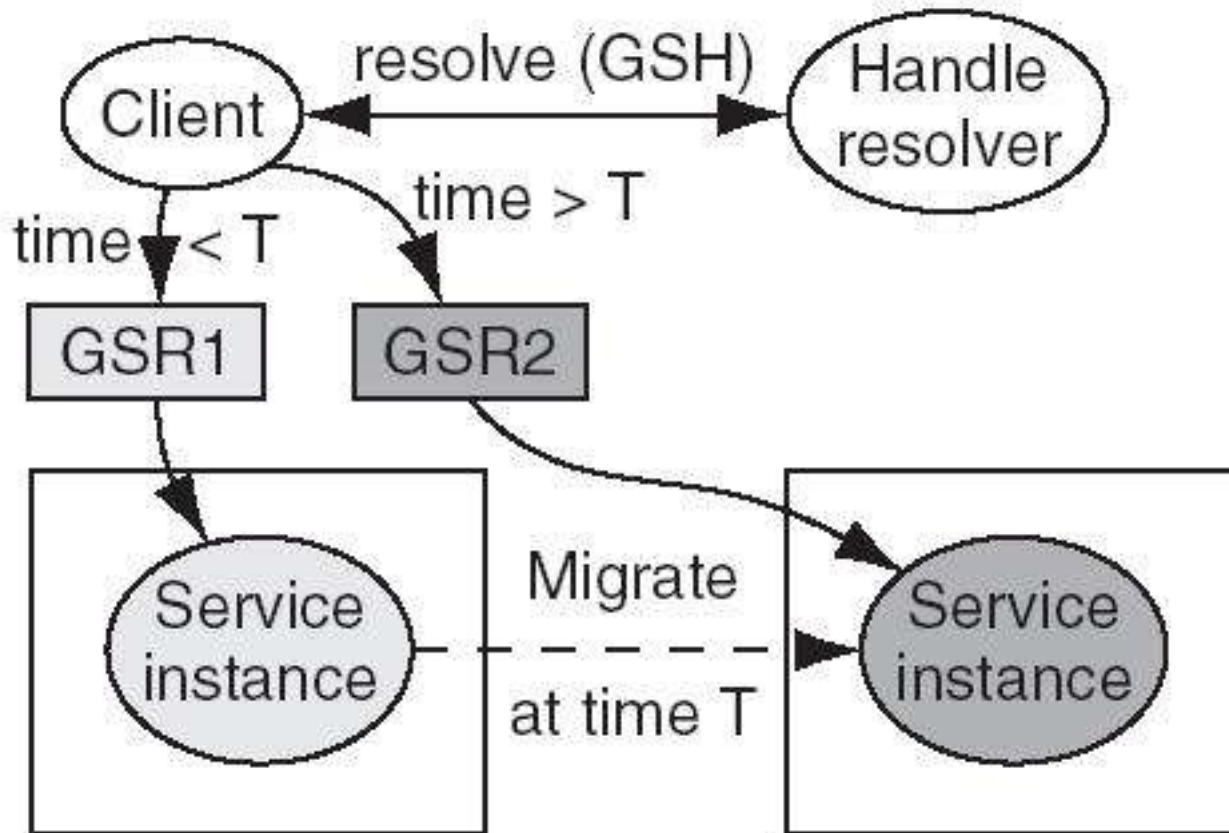 resolve (GSH)
Client
Handle
resolver
time > T
time < T
GSR1
GSR2
Service
instance
Migrate
at time T
Service
instance